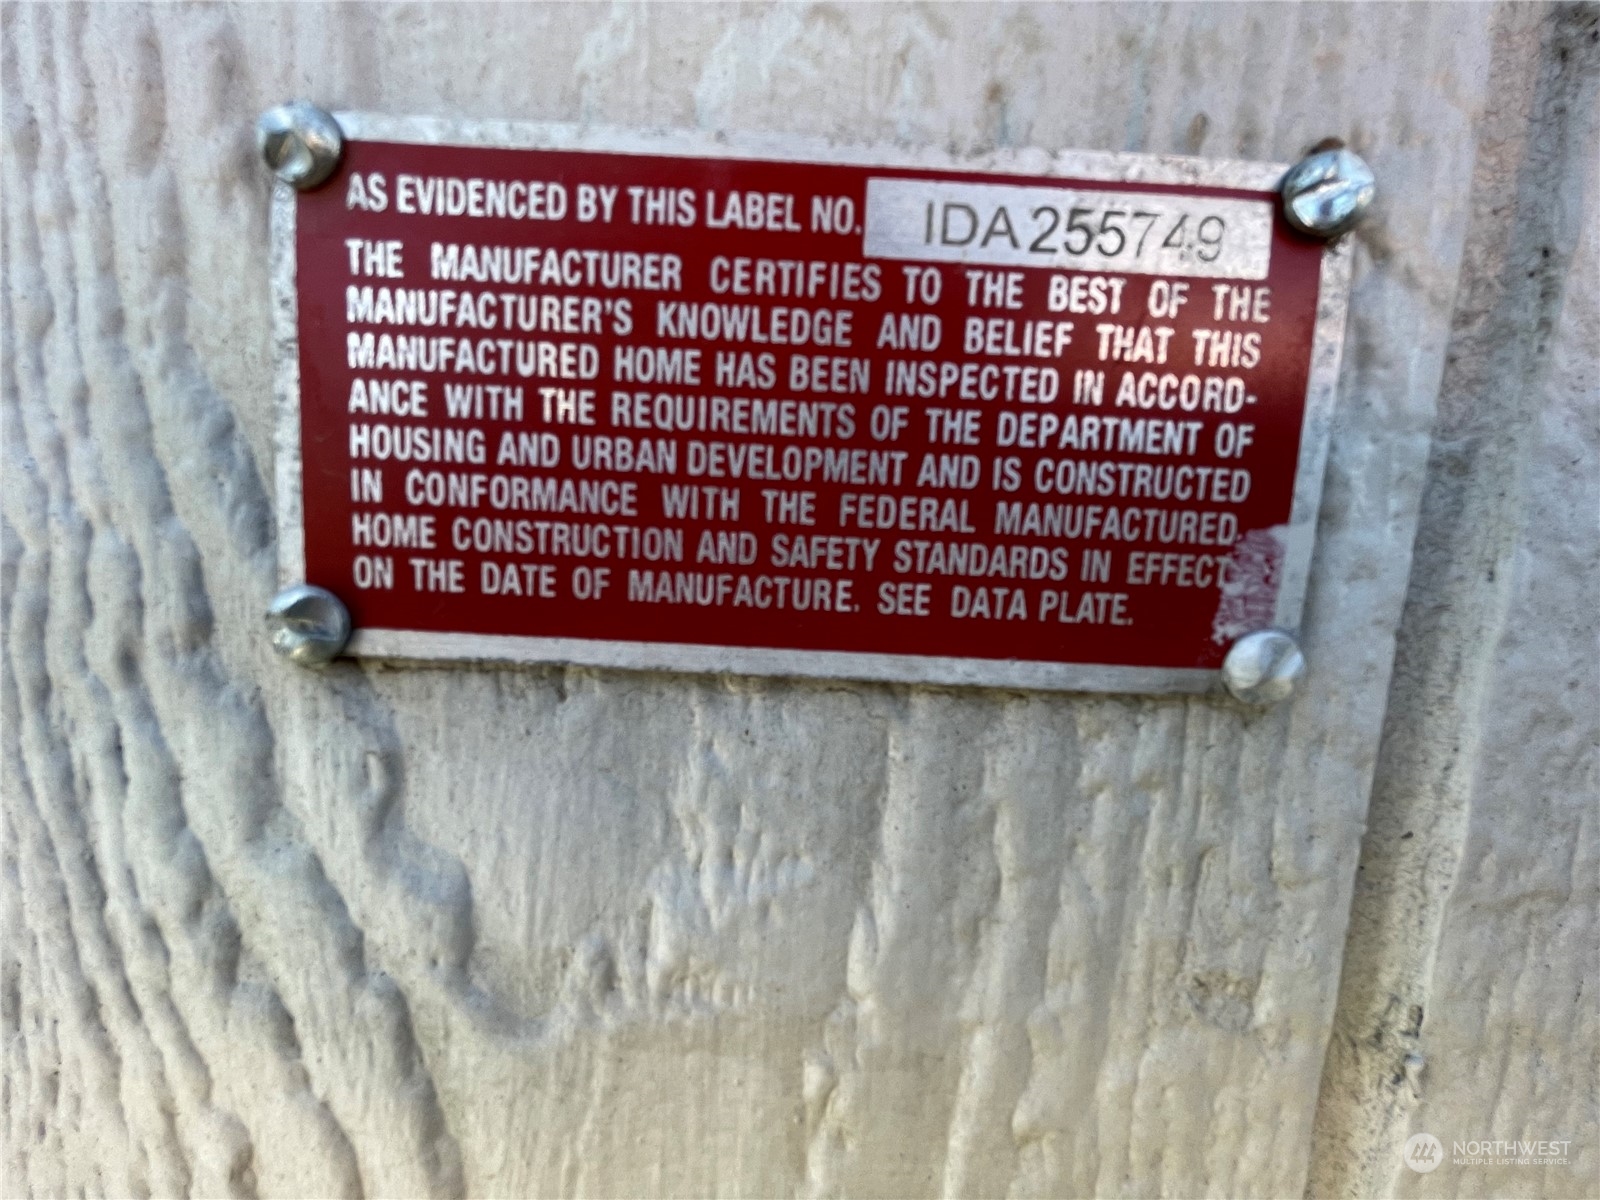 AS EVIDENCED BY THIS LABEL NO. IDA255749
THE MANUFACTURER CERTIFIES TO THE BEST OF THE
MANUFACTURER'S KNOWLEDGE AND BELIEF THAT THIS
MANUFACTURED HOME HAS BEEN INSPECTED IN ACCORD-
ANCE WITH THE REQUIREMENTS OF THE DEPARTMENT OF
HOUSING AND URBAN DEVELOPMENT AND IS CONSTRUCTED
IN CONFORMANCE WITH THE FEDERAL MANUFACTURED
HOME CONSTRUCTION AND SAFETY STANDARDS IN EFFECT
ON THE DATE OF MANUFACTURE. SEE DATA PLATE.
NORTHWEST
MULTIPLE LISTING SERVICE